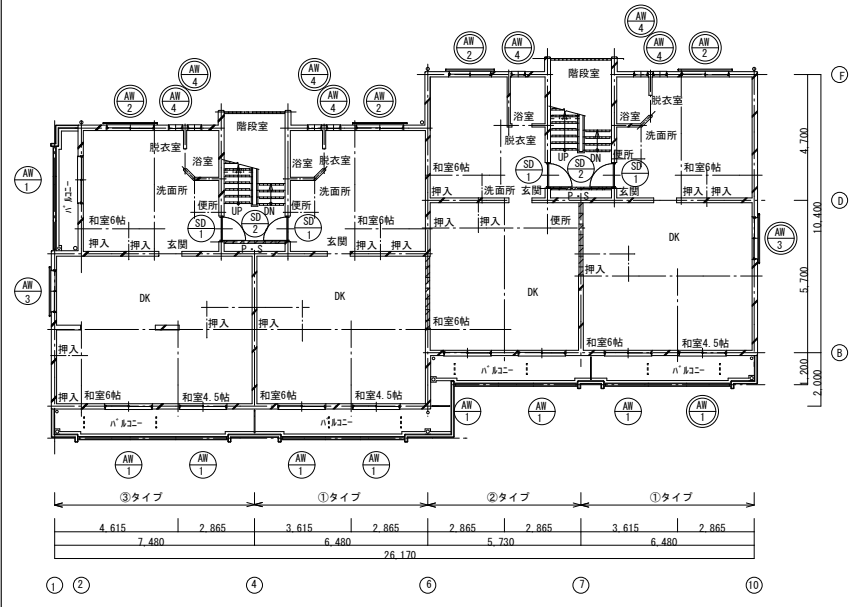 AW 4
AW 2
AW 4
AW 4
AW 2
階段室
F
AW 4
AW 4
AW 2
AW 4
AW 4
AW 2
浴室
脱衣室
脱衣室
浴室
洗面所
4,700
階段室
脱衣室
浴室
浴室
脱衣室
UP
DN
便所
AW 1
SD 1
SD 2
SD 1
洗面所
洗面所
和室6帖
和室6帖
バルコニー
押入
洗面所
玄関
P・S
玄関
押入
押入
D
和室6帖
便所
UP
DN
便所
和室6帖
SD 1
SD 2
SD 1
押入
押入
便所
DK
AW 3
10,400
押入
押入
玄関
P・S
玄関
押入
押入
押入
5,700
AW 3
DK
DK
DK
押入
押入
和室6帖
押入
和室6帖
和室4.5帖
B
バルコニー
バルコニー
1,200
2,000
押入
和室6帖
和室4.5帖
和室6帖
和室4.5帖
AW 1
AW 1
AW 1
AW 1
バルコニー
バルコニー
AW 1
AW 1
AW 1
AW 1
③タイプ
①タイプ
②タイプ
①タイプ
4,615
2,865
3,615
2,865
2,865
2,865
3,615
2,865
7,480
6,480
5,730
6,480
26,170
1
2
4
6
7
10